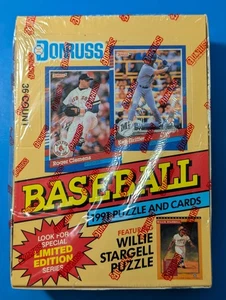 DONRUSS
36 COUNT
Roger Clemens
BASEBALL
1991 PUZZLE AND CARDS
LOOK FOR
SPECIAL
LIMITED
EDITION
SERIES
FEATURING
WILLIE
STARGELL
PUZZLE